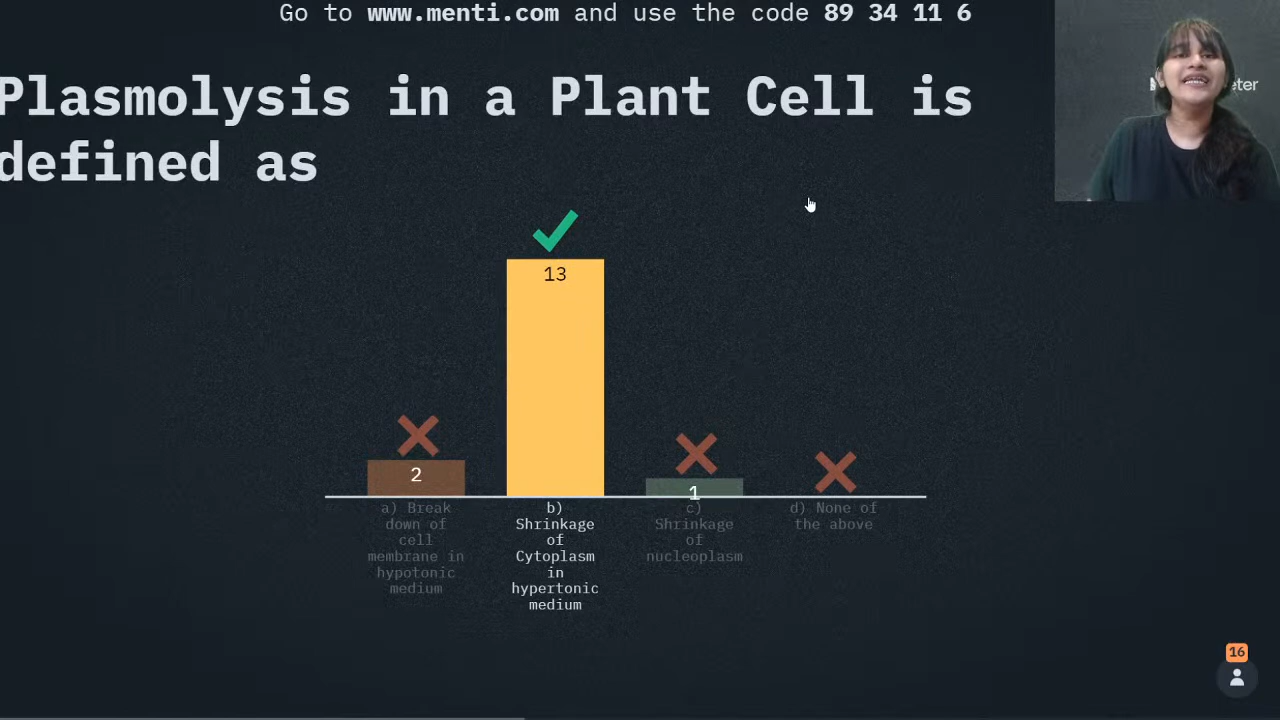 Go to www.menti.com and use the code 89 34 11 6
eter
Plasmolysis in a Plant Cell is
defined as
13
2
1
a) Break
down of
cell
membrane in
hypotonic
medium
b)
Shrinkage
of
Cytoplasm
in
hypertonic
medium
c)
Shrinkage
of
nucleoplasm
d) None of
the above
16